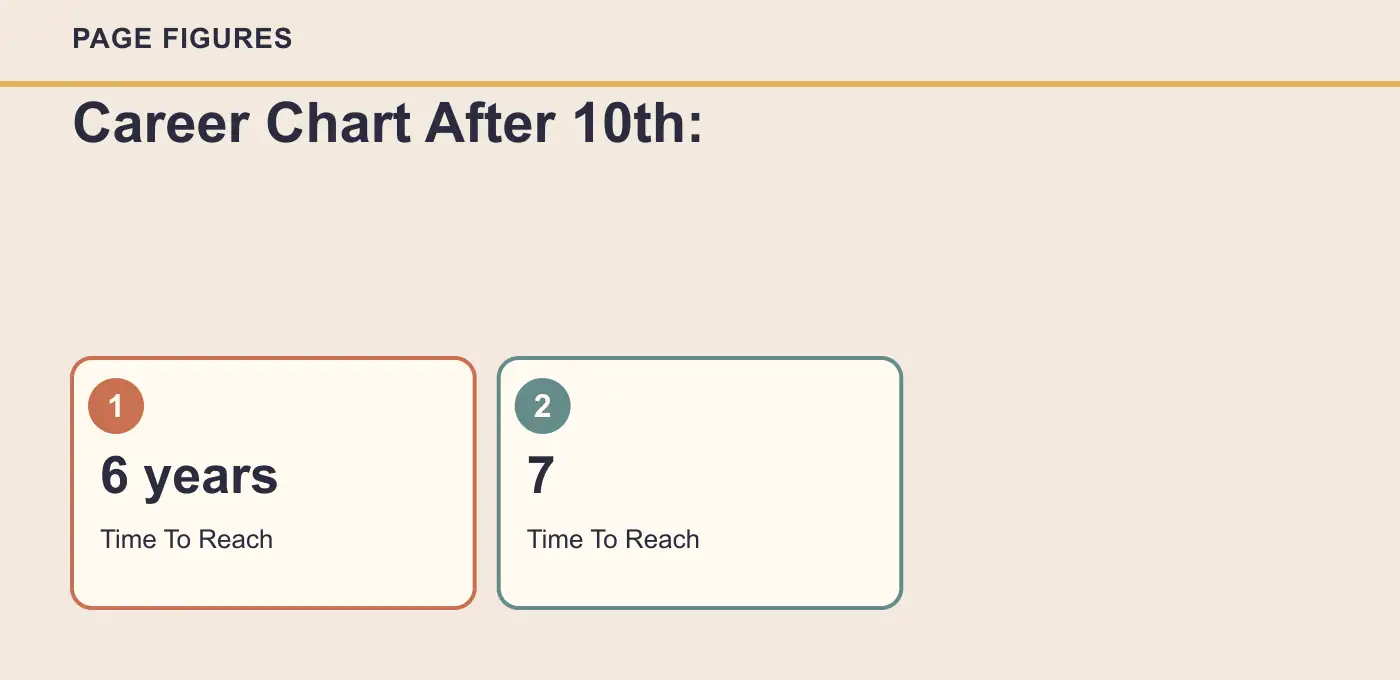 PAGE FIGURES
Career Chart After 10th:
1
6 years
Time To Reach
2
7
Time To Reach